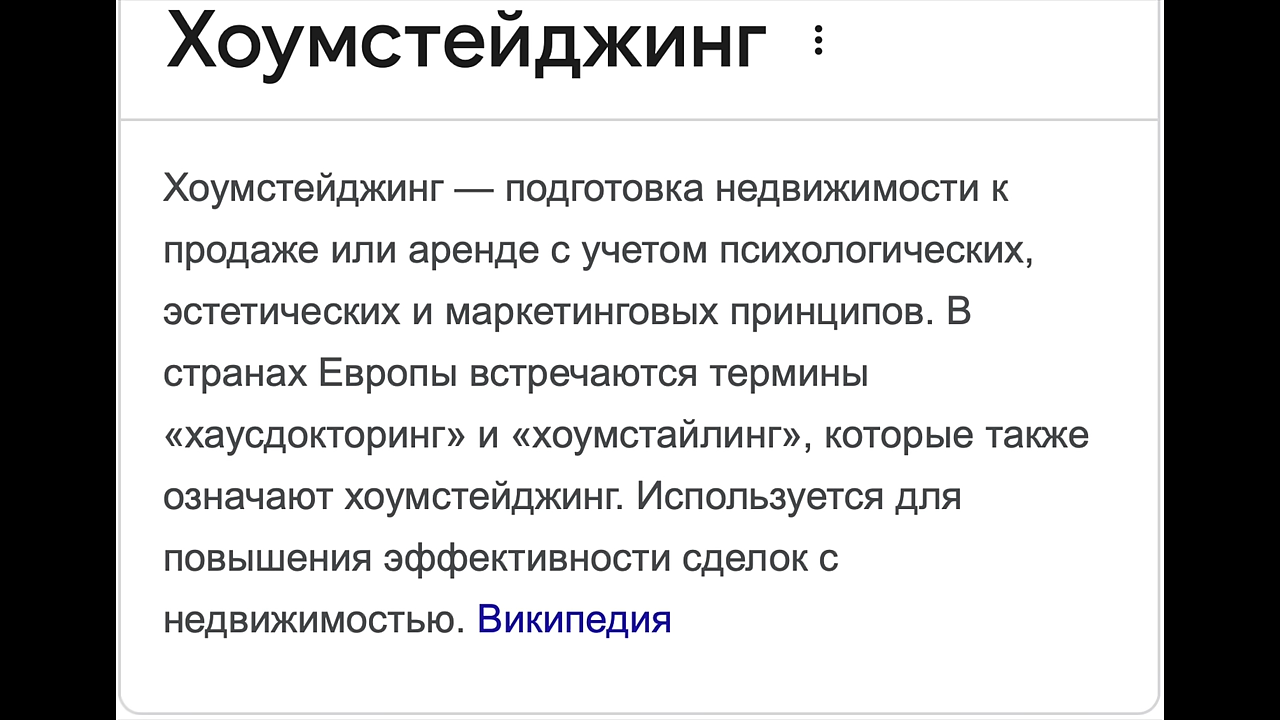 Хоумстейджинг
Хоумстейджинг — подготовка недвижимости к
продаже или аренде с учетом психологических,
эстетических и маркетинговых принципов. В
странах Европы встречаются термины
«хаусдокторинг» и «хоумстайлинг», которые также
означают хоумстейджинг. Используется для
повышения эффективности сделок с
недвижимостью. Википедия